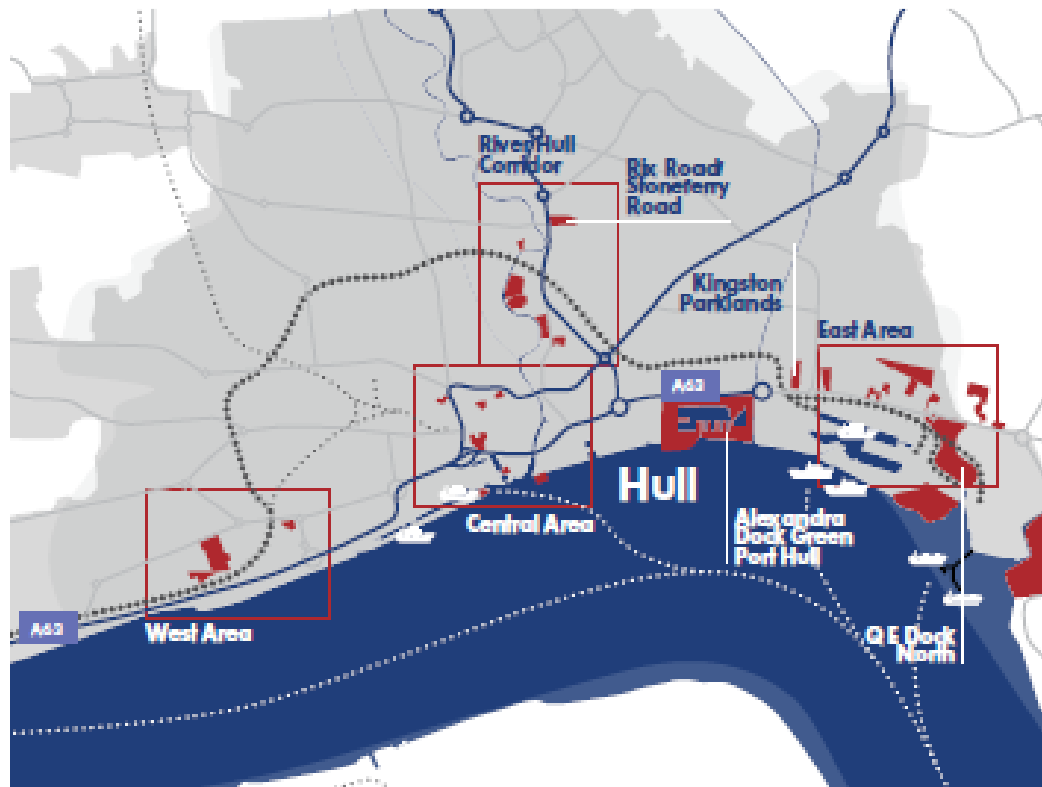 River Hull
Corridor
Rix Road/
Stoneferry
Road
Kingston
Parklands
East Area
A63
Hull
Central Area
Alexandra
Dock Green
Port Hull
West Area
A63
Q E Dock
North